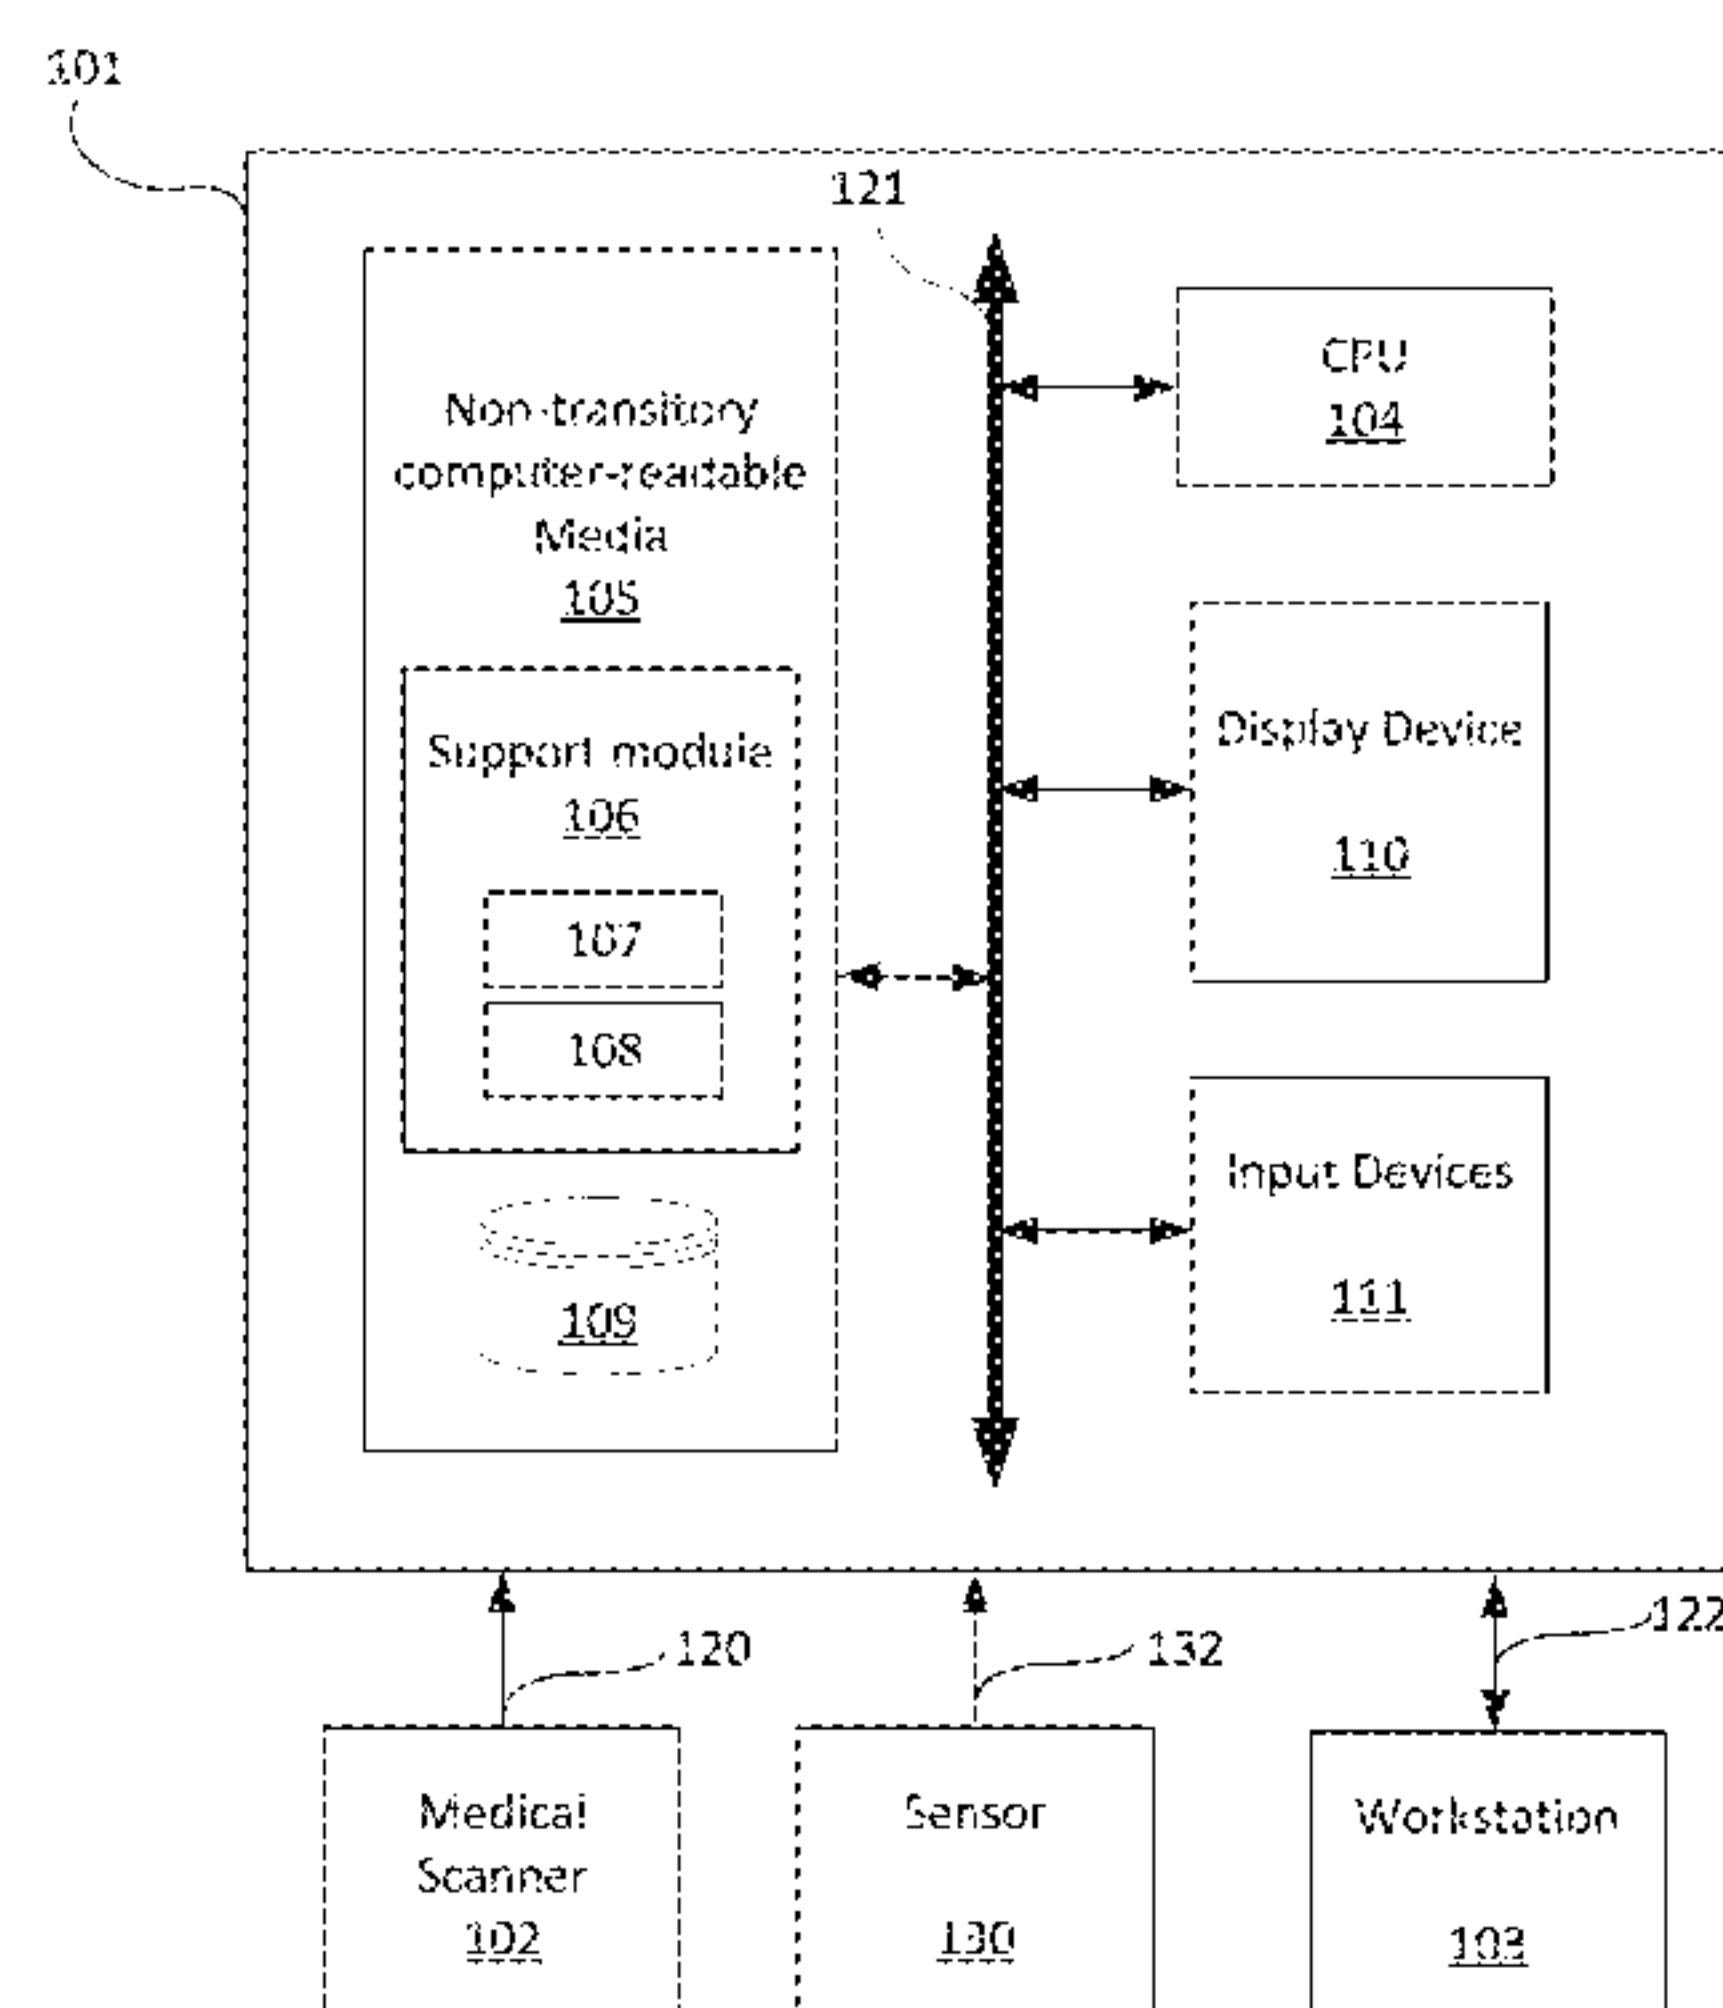 101
121
CPU
104
Non-transitory
computer-readable
Media
105
Support module
106
107
108
109
Display Device
110
Input Devices
111
120
132
122
Medical
Scanner
102
Sensor
130
Workstation
103